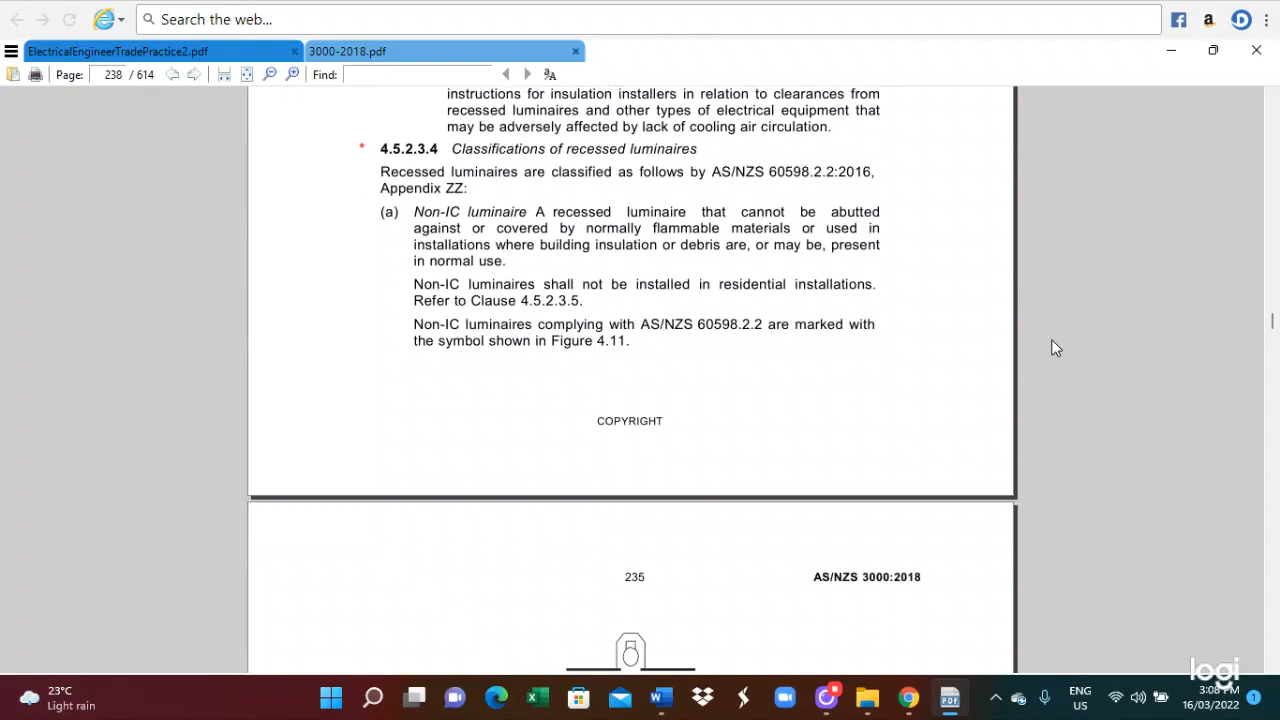 Search the web...
ElectricalEngineerTradePractice2.pdf
3000-2018.pdf
Page: 238 / 614
Find:
instructions for insulation installers in relation to clearances from
recessed luminaires and other types of electrical equipment that
may be adversely affected by lack of cooling air circulation.
* 4.5.2.3.4 Classifications of recessed luminaires
Recessed luminaires are classified as follows by AS/NZS 60598.2.2:2016,
Appendix ZZ:
(a) Non-IC luminaire A recessed luminaire that cannot be abutted
against or covered by normally flammable materials or used in
installations where building insulation or debris are, or may be, present
in normal use.
Non-IC luminaires shall not be installed in residential installations.
Refer to Clause 4.5.2.3.5.
Non-IC luminaires complying with AS/NZS 60598.2.2 are marked with
the symbol shown in Figure 4.11.
COPYRIGHT
235
AS/NZS 3000:2018
logi
23°C
Light rain
ENG
US
3:08 PM
16/03/2022